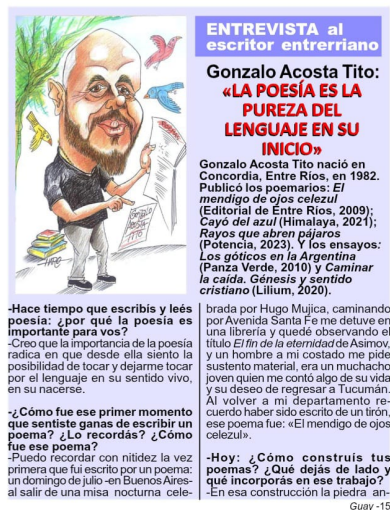 ENTREVISTA al
escritor entrerriano
Gonzalo Acosta Tito:
«LA POESÍA ES LA
PUREZA DEL
LENGUAJE EN SU
INICIO»
Gonzalo Acosta Tito nació en
Concordia, Entre Ríos, en 1982.
Publicó los poemarios: El
mendigo de ojos celezul
(Editorial de Entre Ríos, 2009);
Cayó del azul (Himalaya, 2021);
Rayos que abren pájaros
(Potencia, 2023). Y los ensayos:
Los góticos en la Argentina
(Panza Verde, 2010) y Caminar
la caída. Génesis y sentido
cristiano (Lilium, 2020).
-Hace tiempo que escribís y leés
poesía: ¿por qué la poesía es
importante para vos?
-Creo que la importancia de la poesía
radica en que desde ella siento la
posibilidad de tocar y dejarme tocar
por el lenguaje en su sentido vivo,
en su nacerse.
-¿Cómo fue ese primer momento
que sentiste ganas de escribir un
poema? ¿Lo recordás? ¿Cómo
fue ese poema?
-Puedo recordar con nitidez la vez
primera que fui escrito por un poema:
un domingo de julio -en Buenos Aires-
al salir de una misa nocturna cele-
brada por Hugo Mujica, caminando
por Avenida Santa Fe me detuve en
una librería y quedé observando el
título El fin de la eternidad de Asimov,
y un hombre a mi costado me pide
sustento material, era un muchacho
joven quien me contó algo de su vida
y su deseo de regresar a Tucumán.
Al volver a mi departamento re-
cuerdo haber sido escrito de un tirón,
ese poema fue: «El mendigo de ojos
celezul».
-Hoy: ¿Cómo construís tus
poemas? ¿Qué dejás de lado y
qué incorporás en ese trabajo?
-En esa construcción la piedra an-
Guay -15